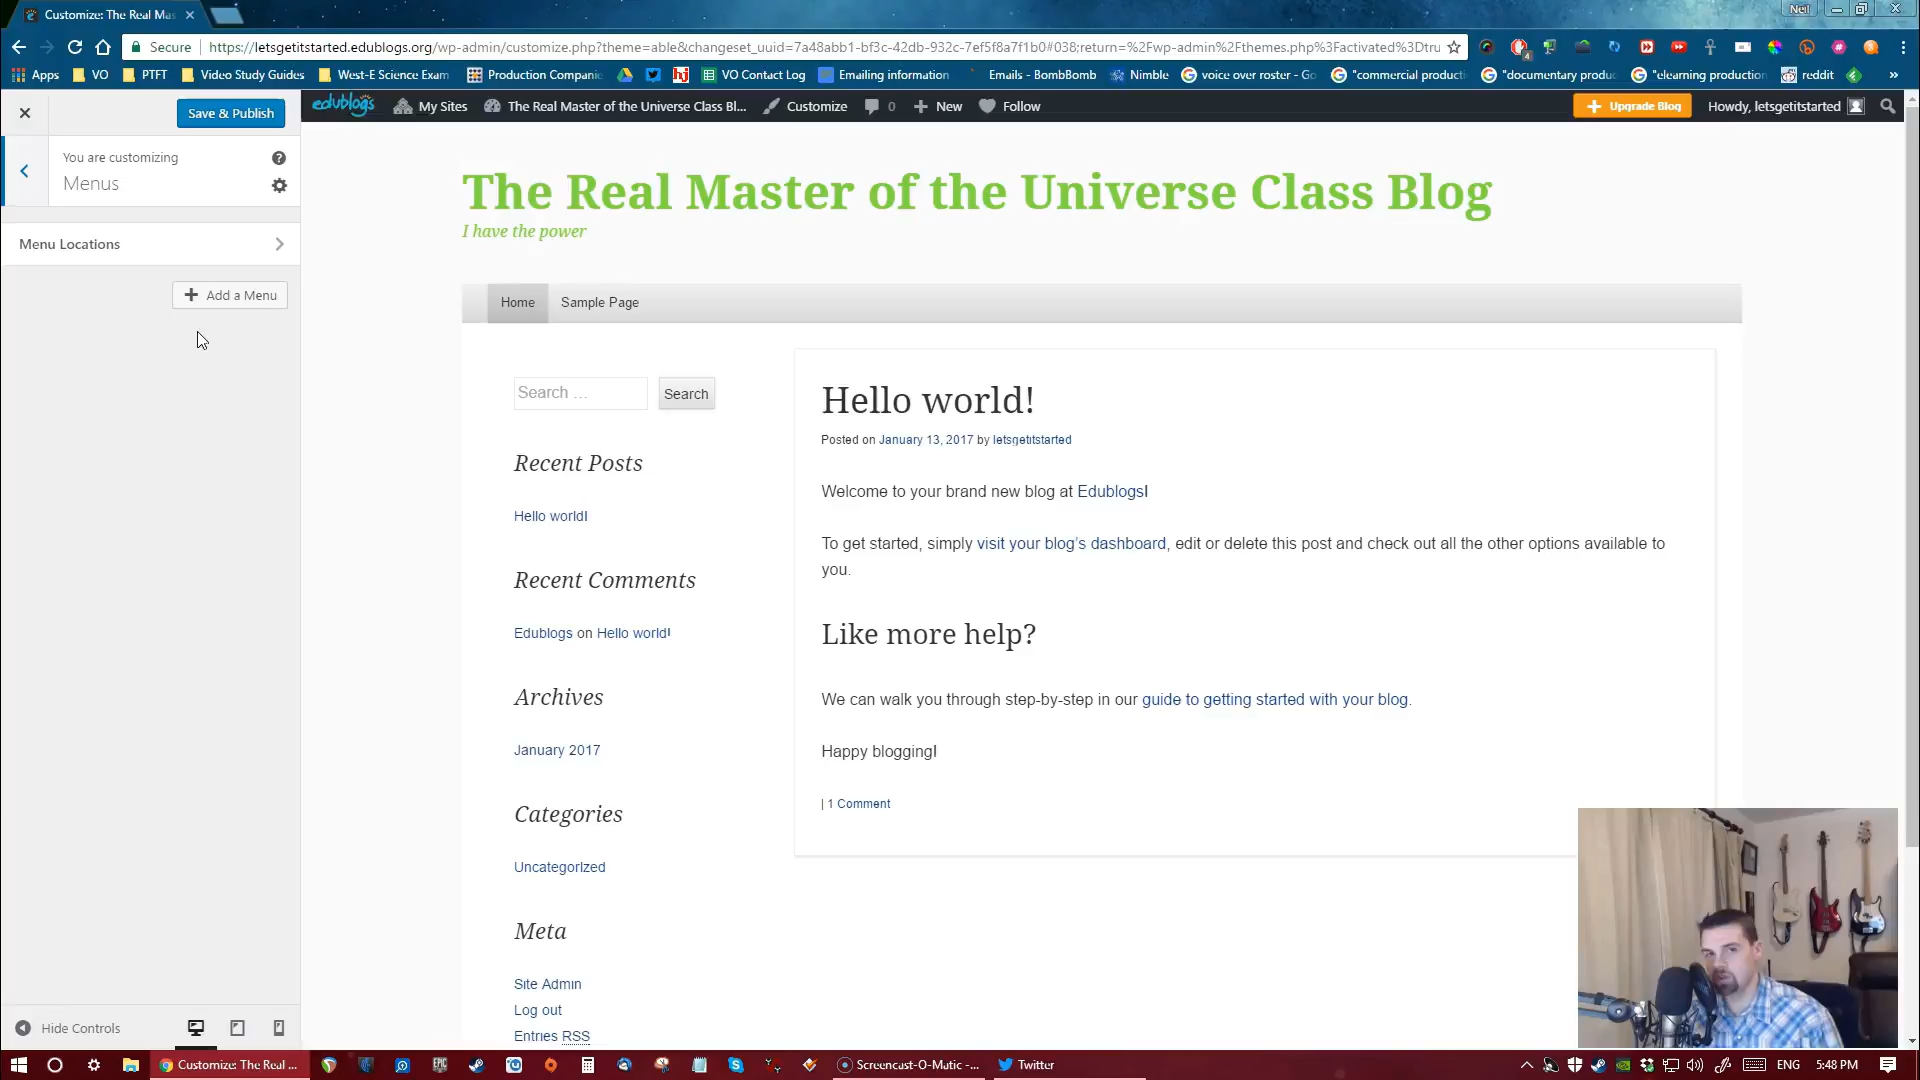 Customize: The Real Mas
Neil
Secure
https://letsgetitstarted.edublogs.org/wp-admin/customize.php?theme=able&changeset_uuid=7a48abb1-bf3c-42db-932c-7ef5f8a7f1b0#038;return=%2Fwp-admin%2Fthemes.php%3Factivated%3Dtru
Apps VO PTFT Video Study Guides West-E Science Exam Production Companie VO Contact Log Emailing information Emails - BombBomb Nimble voice over roster - Go "commercial producti "documentary produc "elearning production reddit »
edublogs My Sites The Real Master of the Universe Class Bl... Customize 0 New Follow Upgrade Blog Howdy, letsgetitstarted
Save & Publish
You are customizing
Menus
Menu Locations
Add a Menu
The Real Master of the Universe Class Blog
I have the power
Home Sample Page
Search ... Search
Recent Posts
Hello world!
Recent Comments
Edublogs on Hello world!
Archives
January 2017
Categories
Uncategorized
Meta
Site Admin
Log out
Entries RSS
Hello world!
Posted on January 13, 2017 by letsgetitstarted
Welcome to your brand new blog at Edublogs!
To get started, simply visit your blog's dashboard, edit or delete this post and check out all the other options available to
you.
Like more help?
We can walk you through step-by-step in our guide to getting started with your blog.
Happy blogging!
| 1 Comment
Hide Controls
Customize: The Real ... EPIC Screencast-O-Matic -... Twitter ENG 5:48 PM